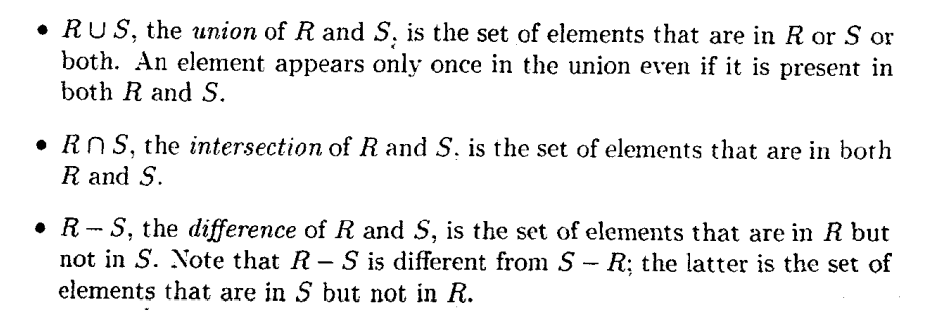 • R ∪ S, the union of R and S, is the set of elements that are in R or S or
both. An element appears only once in the union even if it is present in
both R and S.
• R ∩ S, the intersection of R and S, is the set of elements that are in both
R and S.
• R − S, the difference of R and S, is the set of elements that are in R but
not in S. Note that R − S is different from S − R; the latter is the set of
elements that are in S but not in R.